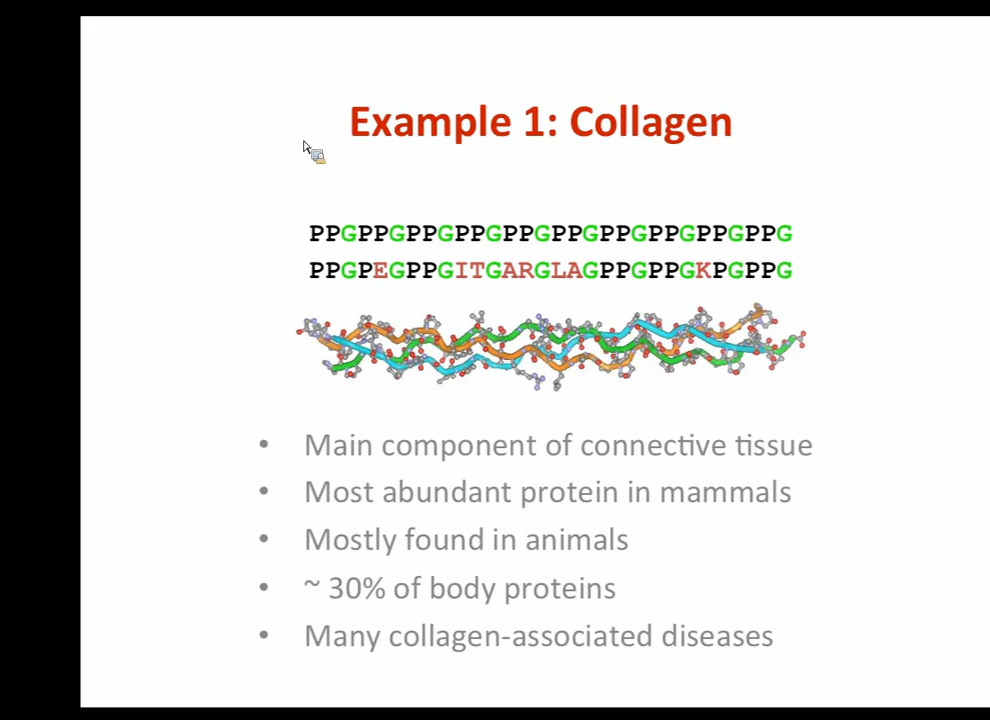 Example 1: Collagen
PPGPPGPPGPPGPPGPPGPPGPPGPPGPPG
PPGPEGPPGITGARGLAGPPGPPGKPGPPG
• Main component of connective tissue
• Most abundant protein in mammals
• Mostly found in animals
• ~ 30% of body proteins
• Many collagen-associated diseases